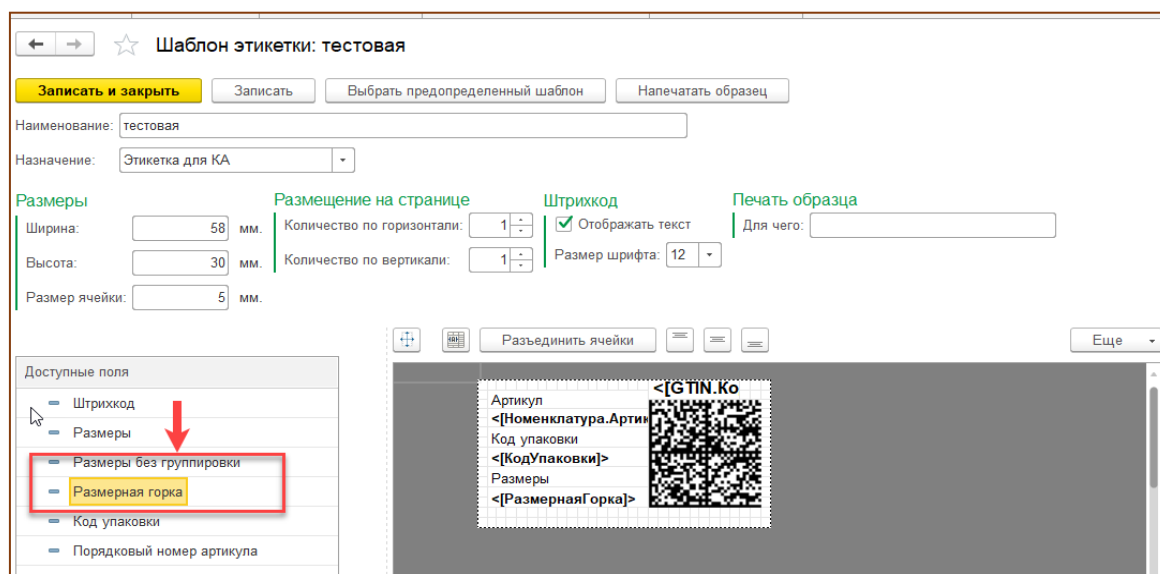 Шаблон этикетки: тестовая
Записать и закрыть Записать Выбрать предопределенный шаблон Напечатать образец
Наименование: тестовая
Назначение: Этикетка для КА
Размеры Размещение на странице Штрихкод Печать образца
Ширина: 58 мм. Количество по горизонтали: 1 Отображать текст Для чего:
Высота: 30 мм. Количество по вертикали: 1 Размер шрифта: 12
Размер ячейки: 5 мм.
Разъединить ячейки Еще
Доступные поля
Штрихкод
Размеры
Размеры без группировки
Размерная горка
Код упаковки
Порядковый номер артикула
<[GTIN.Ко
Артикул
<[Номенклатура.Артик
Код упаковки
<[КодУпаковки]>
Размеры
<[РазмернаяГорка]>